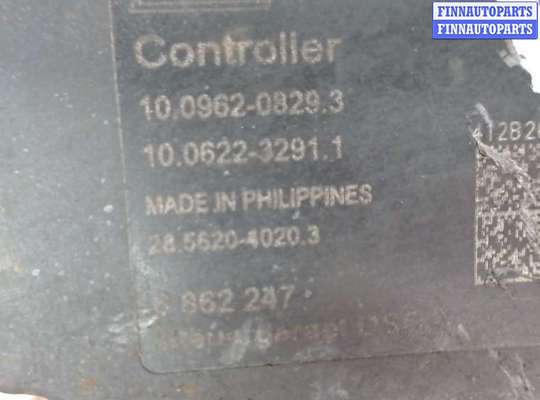 FINNAUTOPARTS
FINNAUTOPARTS
Controller
10.0962-0829.3
10.0622-3291.1
412B2
MADE IN PHILIPPINES
28.5620-4020.3
862 247